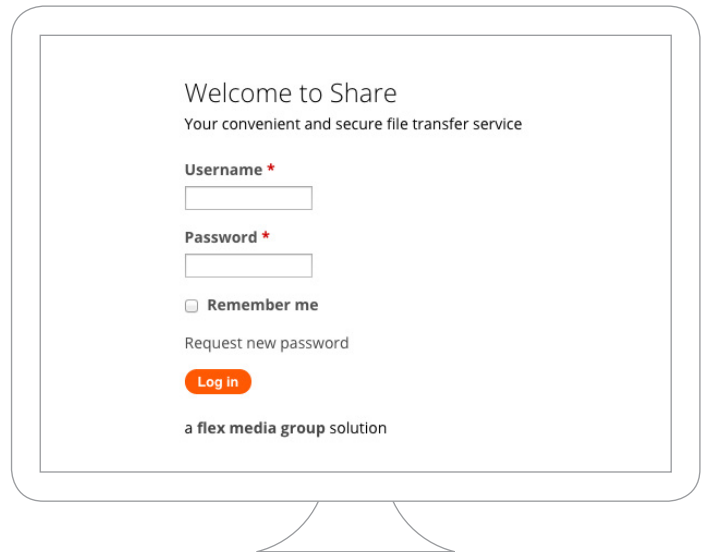 Welcome to Share
Your convenient and secure file transfer service
Username *
Password *
Remember me
Request new password
Log in
a flex media group solution